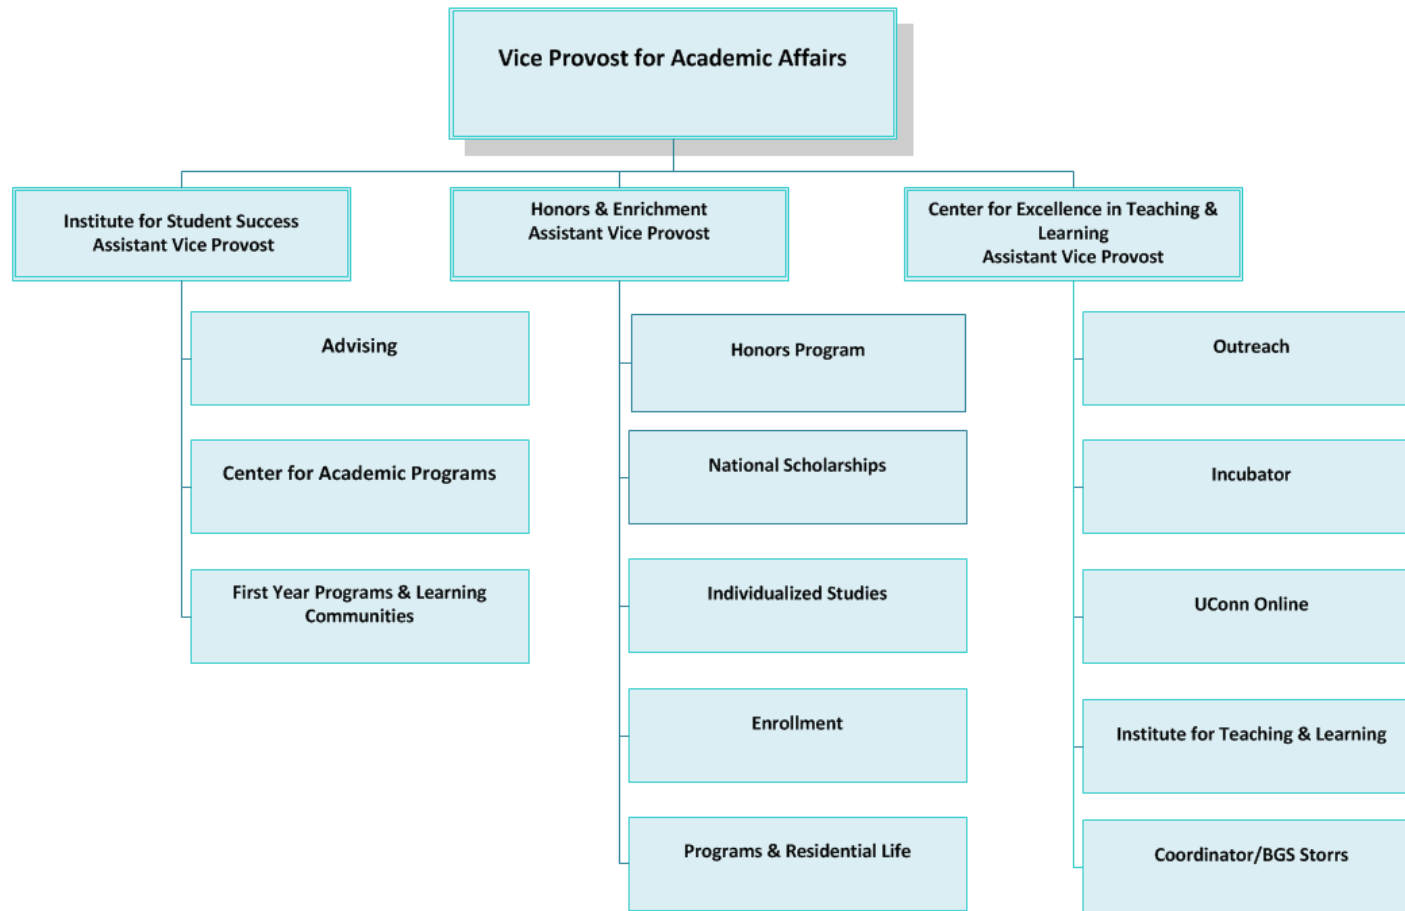 Vice Provost for Academic Affairs
Institute for Student Success
Assistant Vice Provost
Honors & Enrichment
Assistant Vice Provost
Center for Excellence in Teaching &
Learning
Assistant Vice Provost
Advising
Center for Academic Programs
First Year Programs & Learning
Communities
Honors Program
National Scholarships
Individualized Studies
Enrollment
Programs & Residential Life
Outreach
Incubator
UConn Online
Institute for Teaching & Learning
Coordinator/BGS Storrs